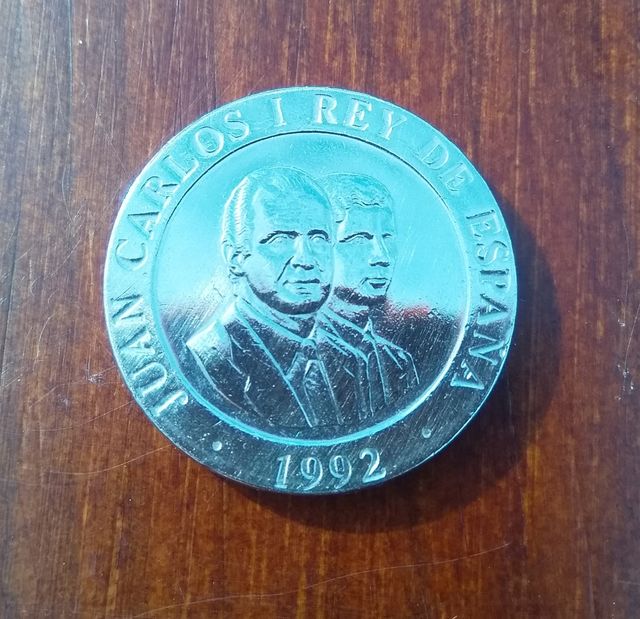 JUAN CARLOS I REY DE ESPAÑA
· 1992 ·